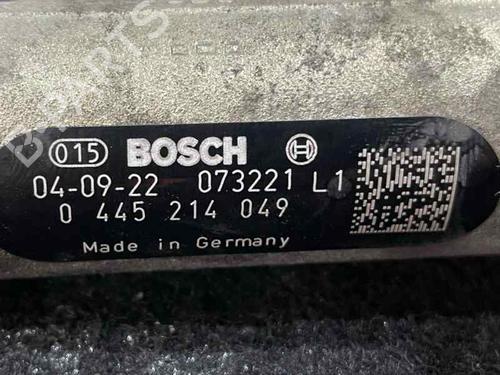 015 BOSCH
04-09-22 073221 L1
0 445 214 049
Made in Germany